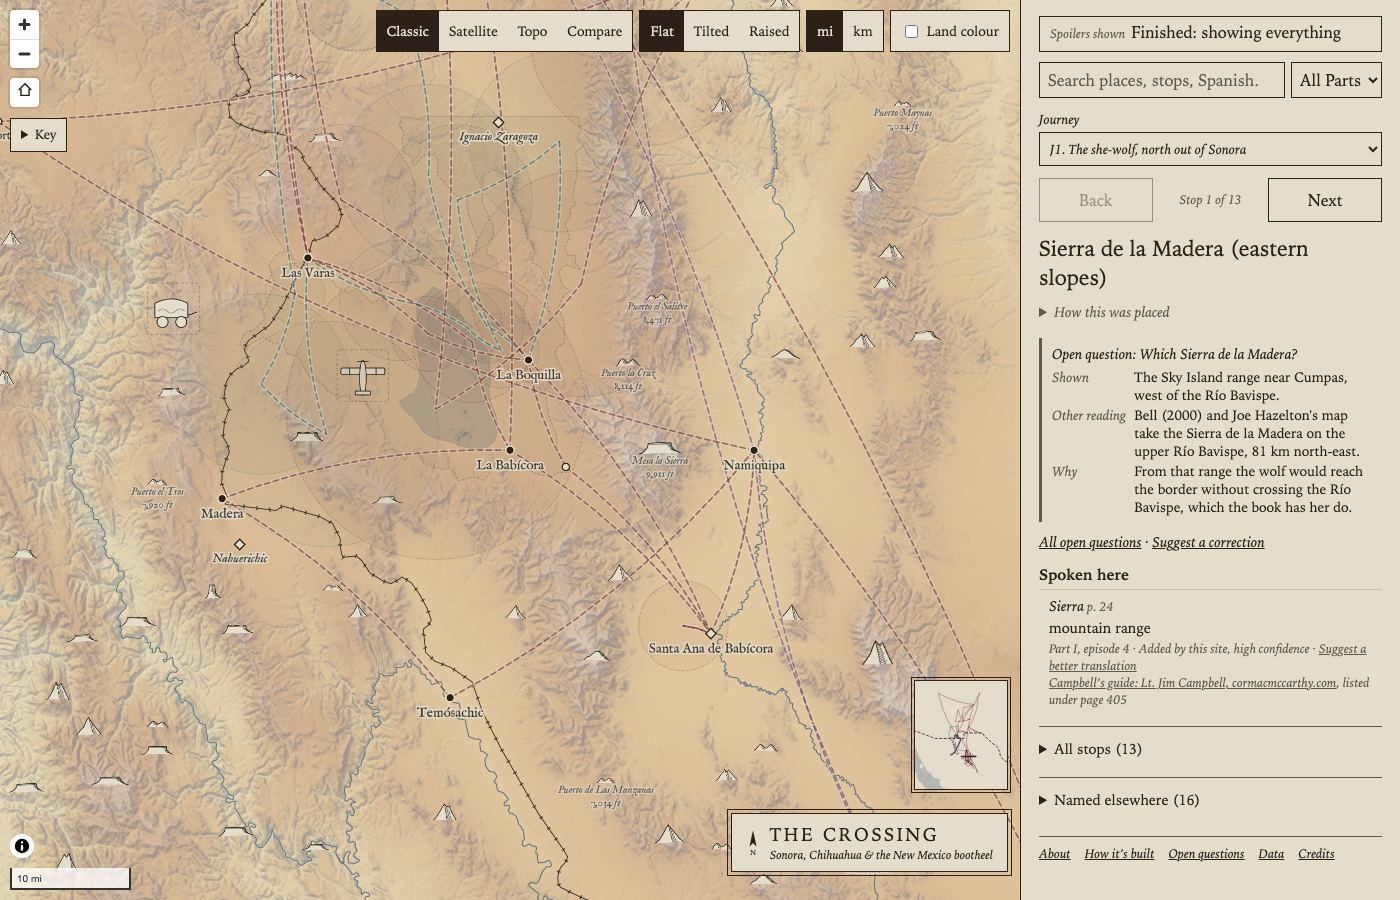 Classic Satellite Topo Compare
Flat Tilted Raised
mi km
Land colour
Key
Ignacio Zaragoza
Puerto Maynas
7,024 ft
Las Varas
Puerto el Salitre
8,471 ft
La Boquilla
Puerto la Cruz
8,114 ft
La Babícora
Mesa la Sierra
9,911 ft
Namiquipa
Puerto el Tres
7,920 ft
Madera
Nahuerichic
Santa Ana de Babícora
Temósachic
Puerto de Las Manzanas
7,034 ft
THE CROSSING
N
Sonora, Chihuahua & the New Mexico bootheel
10 mi
Spoilers shown Finished: showing everything
Search places, stops, Spanish.
All Parts
Journey
J1. The she-wolf, north out of Sonora
Back
Stop 1 of 13
Next
Sierra de la Madera (eastern
slopes)
How this was placed
Open question: Which Sierra de la Madera?
Shown The Sky Island range near Cumpas,
west of the Río Bavispe.
Other reading Bell (2000) and Joe Hazelton's map
take the Sierra de la Madera on the
upper Río Bavispe, 81 km north-east.
Why From that range the wolf would reach
the border without crossing the Río
Bavispe, which the book has her do.
All open questions · Suggest a correction
Spoken here
Sierra p. 24
mountain range
Part I, episode 4 · Added by this site, high confidence · Suggest a
better translation
Campbell's guide: Lt. Jim Campbell, cormacmccarthy.com, listed
under page 405
All stops (13)
Named elsewhere (16)
About How it's built Open questions Data Credits